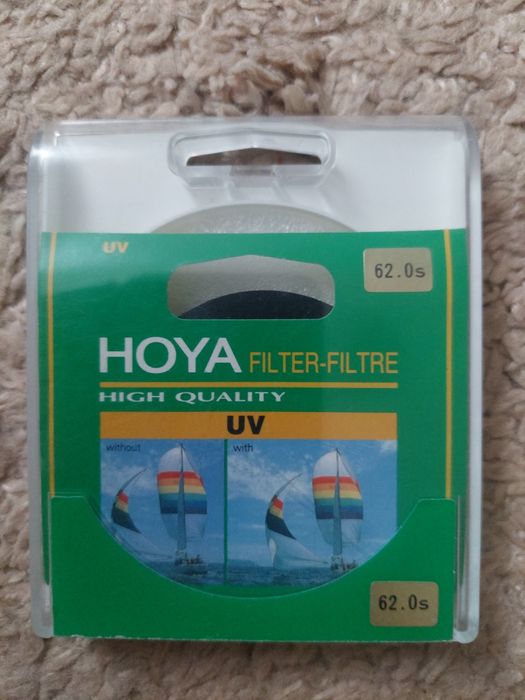 UV
62.0s
HOYA FILTER-FILTRE
HIGH QUALITY
UV
without
with
62.0s